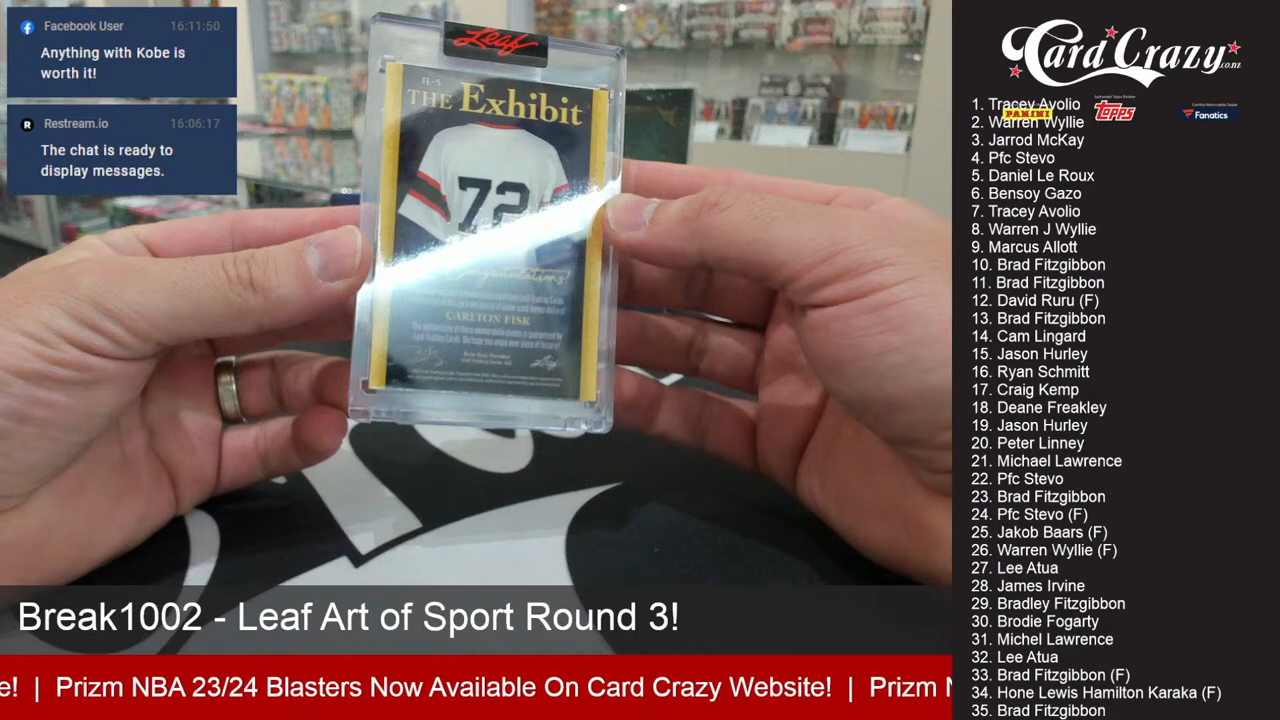 Facebook User 16:11:50
Anything with Kobe is
worth it!
Restream.io 16:06:17
The chat is ready to
display messages.
Leaf
TE-5
THE Exhibit
72
Congratulations!
CARLTON FISK
Leaf
Break1002 - Leaf Art of Sport Round 3!
e! | Prizm NBA 23/24 Blasters Now Available On Card Crazy Website! | Prizm N
Card Crazy.co.nz
PANINI
Topps
Fanatics
1. Tracey Avolio
2. Warren Wyllie
3. Jarrod McKay
4. Pfc Stevo
5. Daniel Le Roux
6. Bensoy Gazo
7. Tracey Avolio
8. Warren J Wyllie
9. Marcus Allott
10. Brad Fitzgibbon
11. Brad Fitzgibbon
12. David Ruru (F)
13. Brad Fitzgibbon
14. Cam Lingard
15. Jason Hurley
16. Ryan Schmitt
17. Craig Kemp
18. Deane Freakley
19. Jason Hurley
20. Peter Linney
21. Michael Lawrence
22. Pfc Stevo
23. Brad Fitzgibbon
24. Pfc Stevo (F)
25. Jakob Baars (F)
26. Warren Wyllie (F)
27. Lee Atua
28. James Irvine
29. Bradley Fitzgibbon
30. Brodie Fogarty
31. Michel Lawrence
32. Lee Atua
33. Brad Fitzgibbon (F)
34. Hone Lewis Hamilton Karaka (F)
35. Brad Fitzgibbon